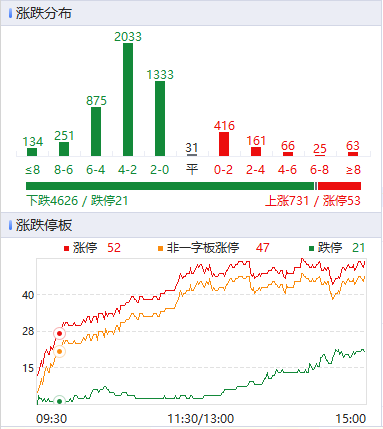 涨跌分布
134 251 875 2033 1333 31 416 161 66 25 63
≤8 8-6 6-4 4-2 2-0 平 0-2 2-4 4-6 6-8 ≥8
下跌4626 / 跌停21 上涨731 / 涨停53
涨跌停板
涨停 52 非一字板涨停 47 跌停 21
40
28
15
09:30 11:30/13:00 15:00